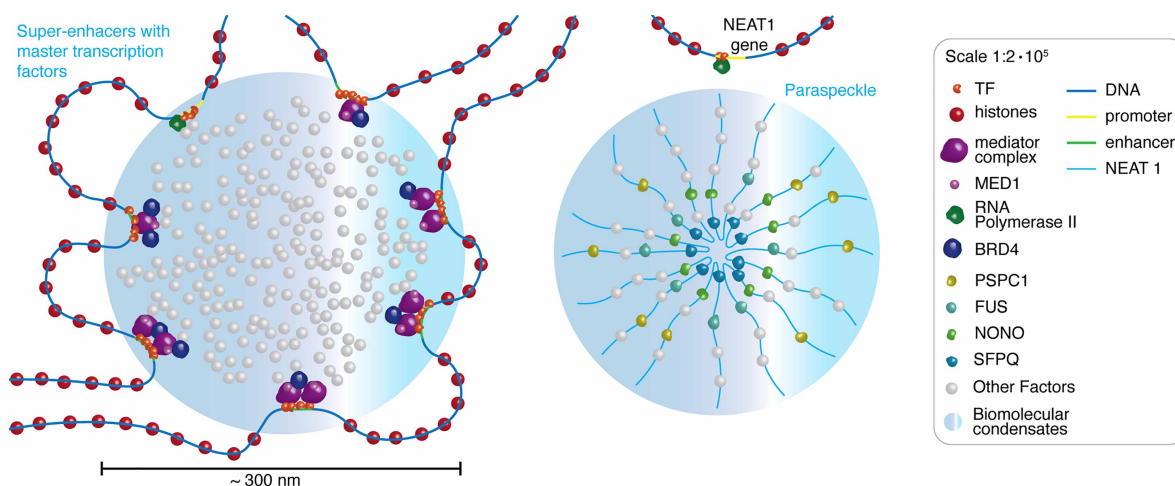 Super-enhacers with
master transcription
factors
NEAT1
gene
Paraspeckle
~ 300 nm
Scale 1:2·10⁵
TF
histones
mediator
complex
MED1
RNA
Polymerase II
BRD4
PSPC1
FUS
NONO
SFPQ
Other Factors
Biomolecular
condensates
DNA
promoter
enhancer
NEAT 1